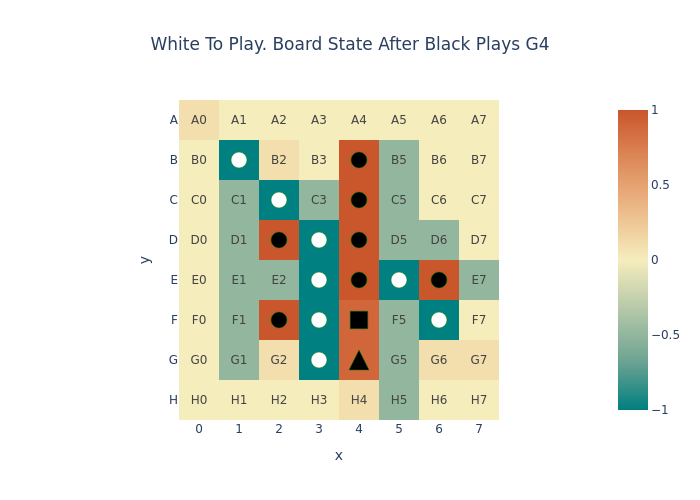 White To Play. Board State After Black Plays G4
A A0 A1 A2 A3 A4 A5 A6 A7
B B0 B2 B3 B5 B6 B7
C C0 C1 C3 C5 C6 C7
D D0 D1 D5 D6 D7
E E0 E1 E2 E7
F F0 F1 F5 F7
G G0 G1 G2 G5 G6 G7
H H0 H1 H2 H3 H4 H5 H6 H7
0 1 2 3 4 5 6 7
x
y
1
0.5
0
−0.5
−1